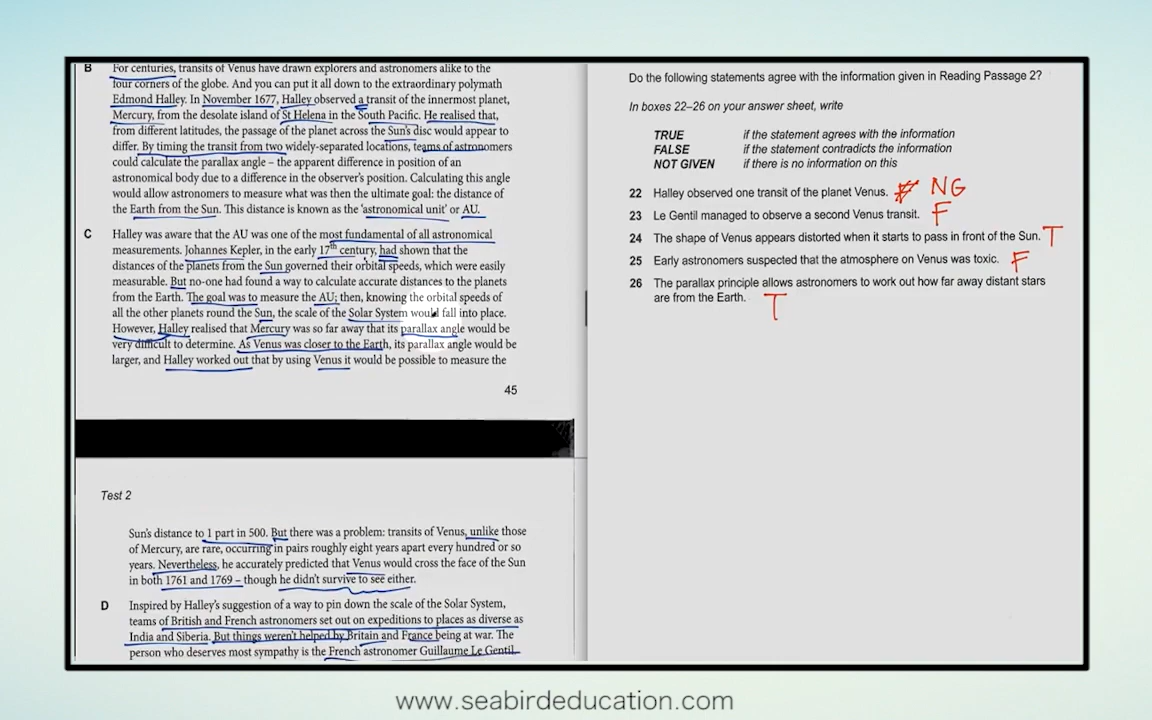 B For centuries, transits of Venus have drawn explorers and astronomers alike to the
four corners of the globe. And you can put it all down to the extraordinary polymath
Edmond Halley. In November 1677, Halley observed a transit of the innermost planet,
Mercury, from the desolate island of St Helena in the South Pacific. He realised that,
from different latitudes, the passage of the planet across the Sun's disc would appear to
differ. By timing the transit from two widely-separated locations, teams of astronomers
could calculate the parallax angle – the apparent difference in position of an
astronomical body due to a difference in the observer's position. Calculating this angle
would allow astronomers to measure what was then the ultimate goal: the distance of
the Earth from the Sun. This distance is known as the 'astronomical unit' or AU.
C Halley was aware that the AU was one of the most fundamental of all astronomical
measurements. Johannes Kepler, in the early 17th century, had shown that the
distances of the planets from the Sun governed their orbital speeds, which were easily
measurable. But no-one had found a way to calculate accurate distances to the planets
from the Earth. The goal was to measure the AU; then, knowing the orbital speeds of
all the other planets round the Sun, the scale of the Solar System would fall into place.
However, Halley realised that Mercury was so far away that its parallax angle would be
very difficult to determine. As Venus was closer to the Earth, its parallax angle would be
larger, and Halley worked out that by using Venus it would be possible to measure the
45
Test 2
Sun's distance to 1 part in 500. But there was a problem: transits of Venus, unlike those
of Mercury, are rare, occurring in pairs roughly eight years apart every hundred or so
years. Nevertheless, he accurately predicted that Venus would cross the face of the Sun
in both 1761 and 1769 – though he didn't survive to see either.
D Inspired by Halley's suggestion of a way to pin down the scale of the Solar System,
teams of British and French astronomers set out on expeditions to places as diverse as
India and Siberia. But things weren't helped by Britain and France being at war. The
person who deserves most sympathy is the French astronomer Guillaume Le Gentil.
Do the following statements agree with the information given in Reading Passage 2?
In boxes 22–26 on your answer sheet, write
TRUE if the statement agrees with the information
FALSE if the statement contradicts the information
NOT GIVEN if there is no information on this
22 Halley observed one transit of the planet Venus. NG
23 Le Gentil managed to observe a second Venus transit. F
24 The shape of Venus appears distorted when it starts to pass in front of the Sun. T
25 Early astronomers suspected that the atmosphere on Venus was toxic. F
26 The parallax principle allows astronomers to work out how far away distant stars
are from the Earth. T
www.seabirdeducation.com